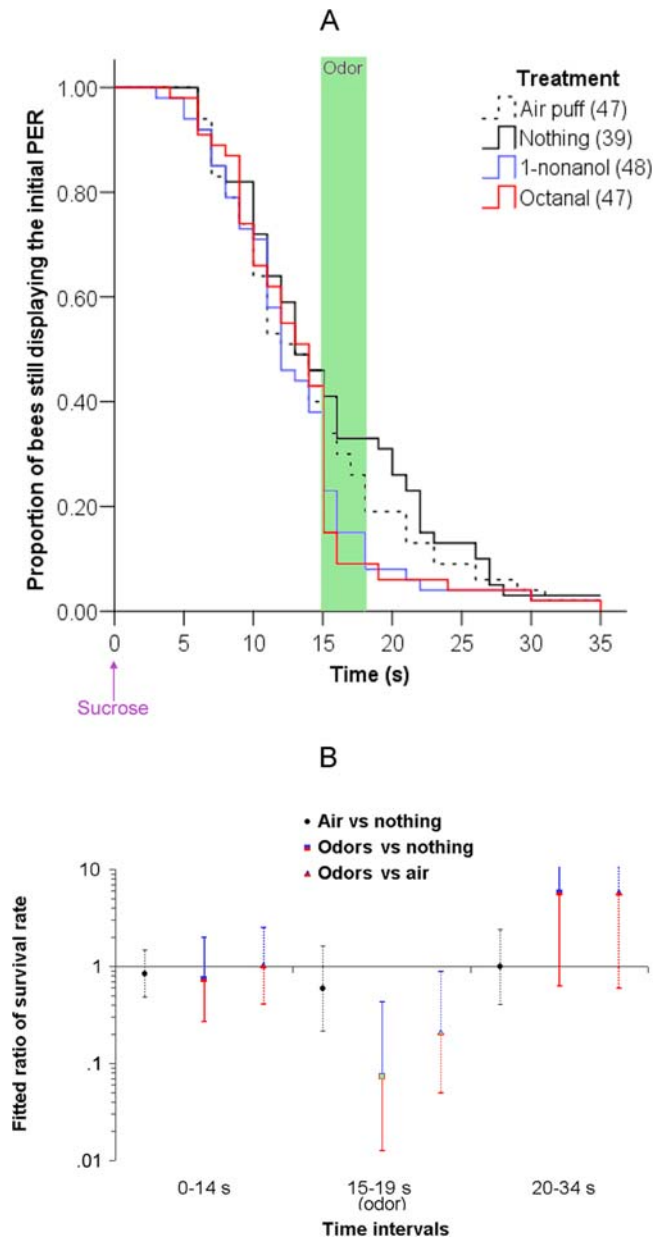 A
Odor
Treatment
Air puff (47)
Nothing (39)
1-nonanol (48)
Octanal (47)
Proportion of bees still displaying the initial PER
1.00
0.80
0.60
0.40
0.20
0.00
0 5 10 15 20 25 30 35
Time (s)
Sucrose
B
Air vs nothing
Odors vs nothing
Odors vs air
Fitted ratio of survival rate
10
1
0.1
.01
0-14 s 15-19 s 20-34 s
(odor)
Time intervals